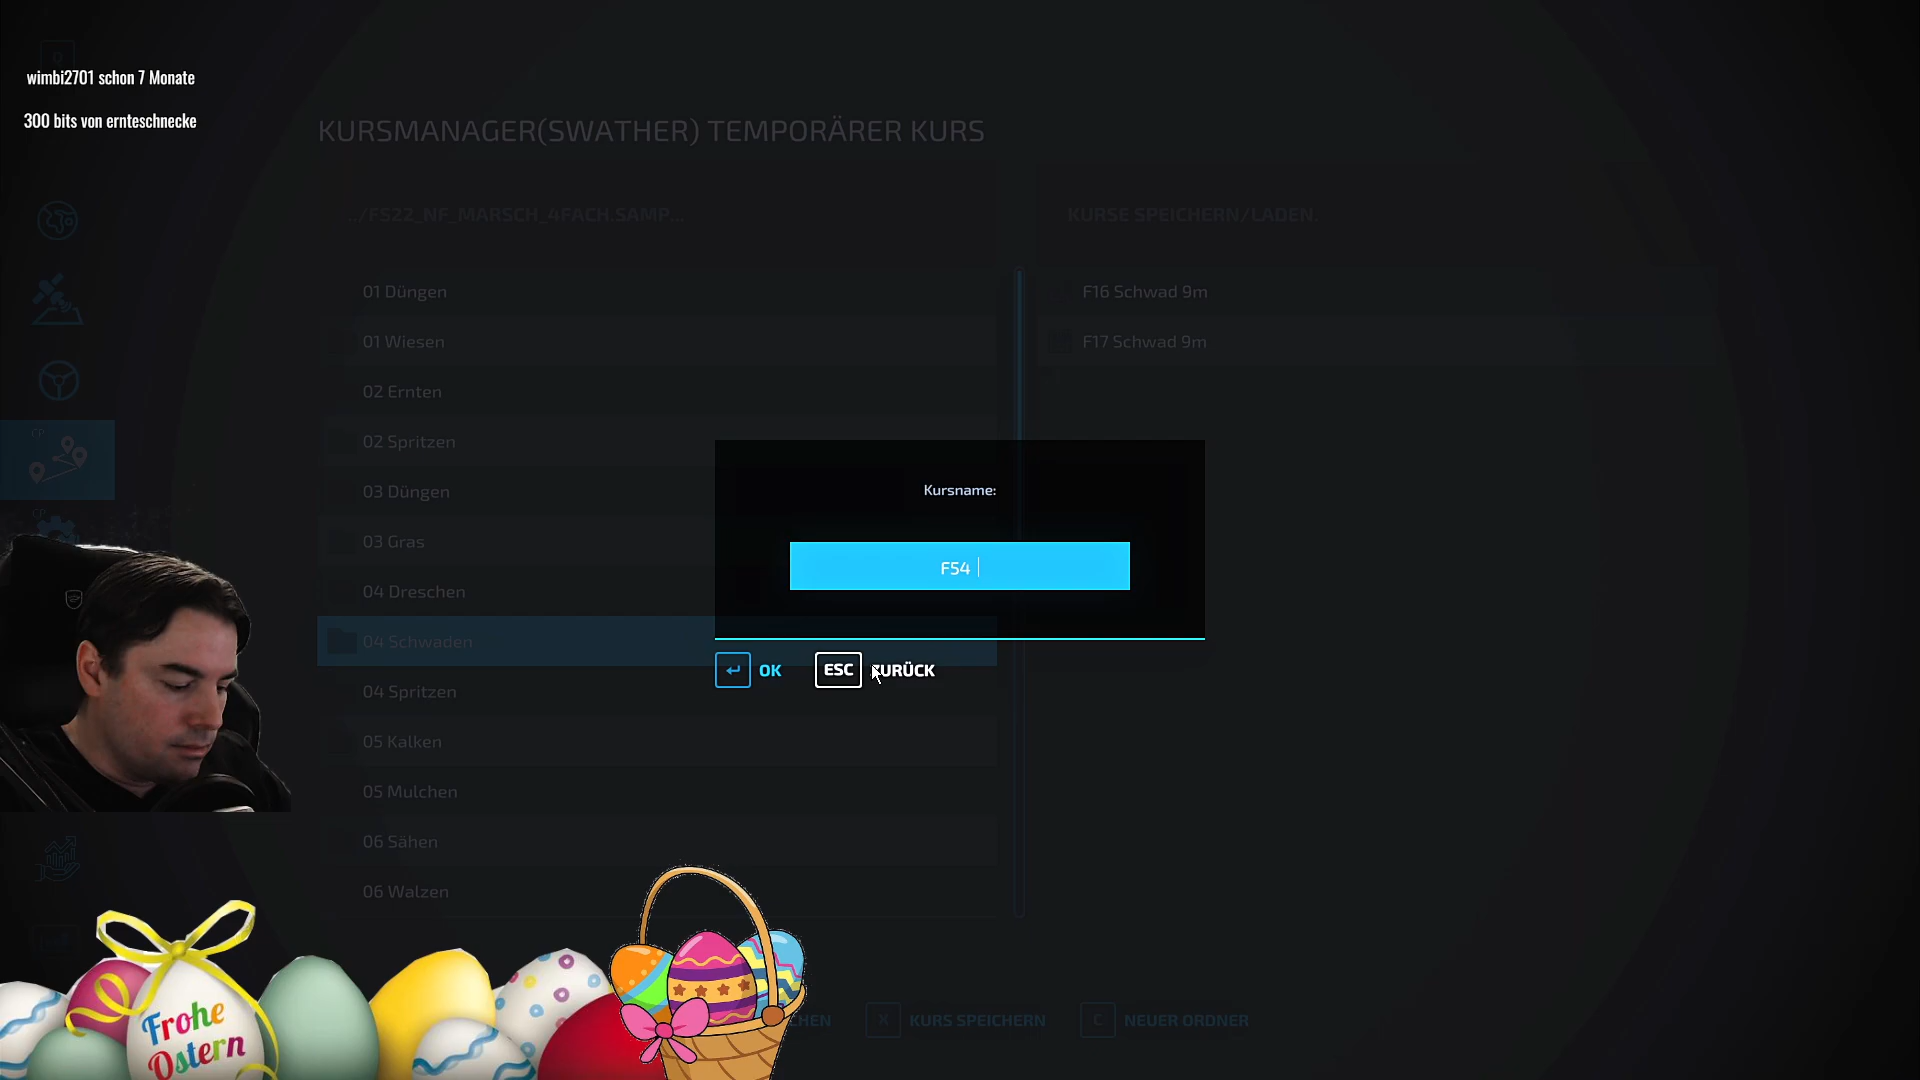 wimbi2701 schon 7 Monate
300 bits von ernteschnecke
KURSMANAGER(SWATHER) TEMPORÄRER KURS
../FS22_NF_MARSCH_4FACH.SAMP...
KURSE SPEICHERN/LADEN.
01 Düngen
01 Wiesen
02 Ernten
02 Spritzen
03 Düngen
03 Gras
04 Dreschen
04 Schwaden
04 Spritzen
05 Kalken
05 Mulchen
06 Sähen
06 Walzen
F16 Schwad 9m
F17 Schwad 9m
CP
CP
Kursname:
F54
OK
ESC
ZURÜCK
Frohe
Ostern
K
KURS SPEICHERN
C
NEUER ORDNER